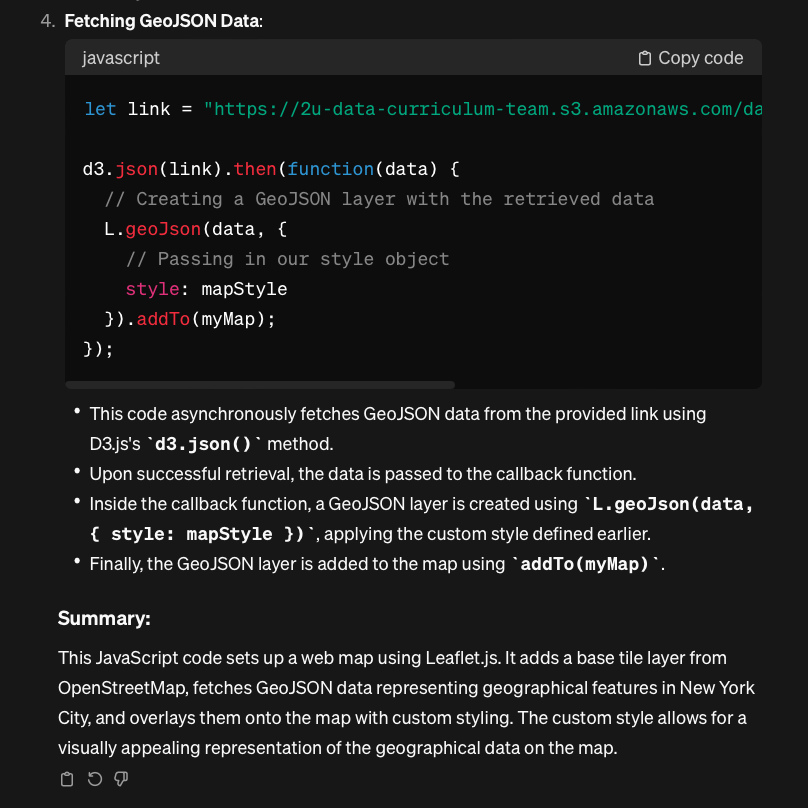 4. Fetching GeoJSON Data:
javascript Copy code
let link = "https://2u-data-curriculum-team.s3.amazonaws.com/da
d3.json(link).then(function(data) {
  // Creating a GeoJSON layer with the retrieved data
  L.geoJson(data, {
    // Passing in our style object
    style: mapStyle
  }).addTo(myMap);
});
• This code asynchronously fetches GeoJSON data from the provided link using
D3.js's `d3.json()` method.
• Upon successful retrieval, the data is passed to the callback function.
• Inside the callback function, a GeoJSON layer is created using `L.geoJson(data,
{ style: mapStyle })`, applying the custom style defined earlier.
• Finally, the GeoJSON layer is added to the map using `addTo(myMap)`.
Summary:
This JavaScript code sets up a web map using Leaflet.js. It adds a base tile layer from
OpenStreetMap, fetches GeoJSON data representing geographical features in New York
City, and overlays them onto the map with custom styling. The custom style allows for a
visually appealing representation of the geographical data on the map.